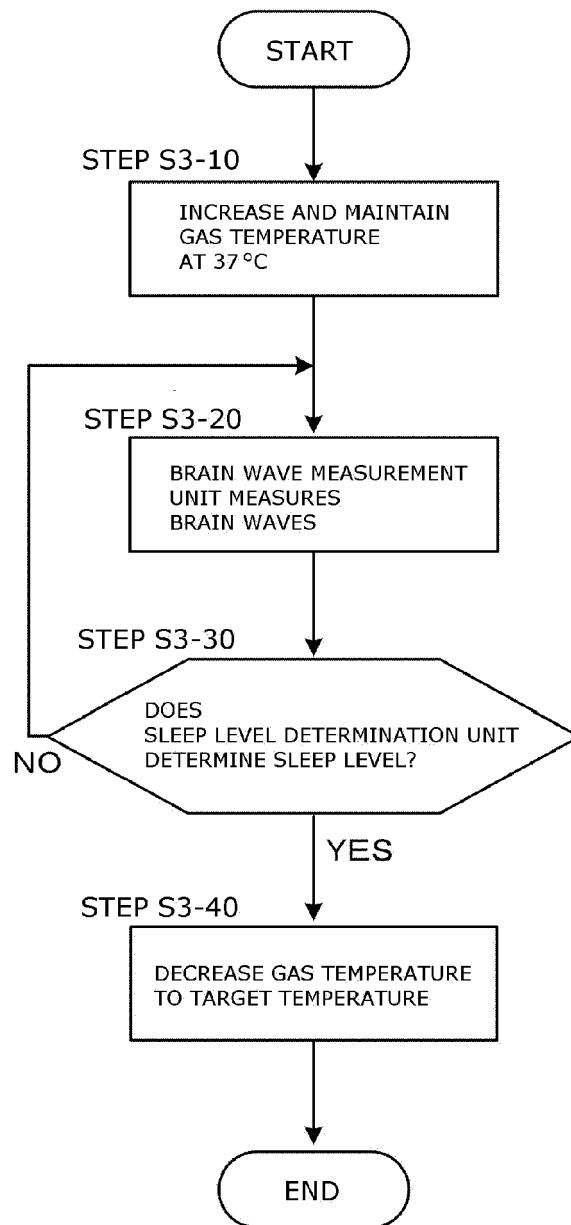 START
STEP S3-10
INCREASE AND MAINTAIN
GAS TEMPERATURE
AT 37°C
STEP S3-20
BRAIN WAVE MEASUREMENT
UNIT MEASURES
BRAIN WAVES
STEP S3-30
DOES
SLEEP LEVEL DETERMINATION UNIT
DETERMINE SLEEP LEVEL?
NO
YES
STEP S3-40
DECREASE GAS TEMPERATURE
TO TARGET TEMPERATURE
END